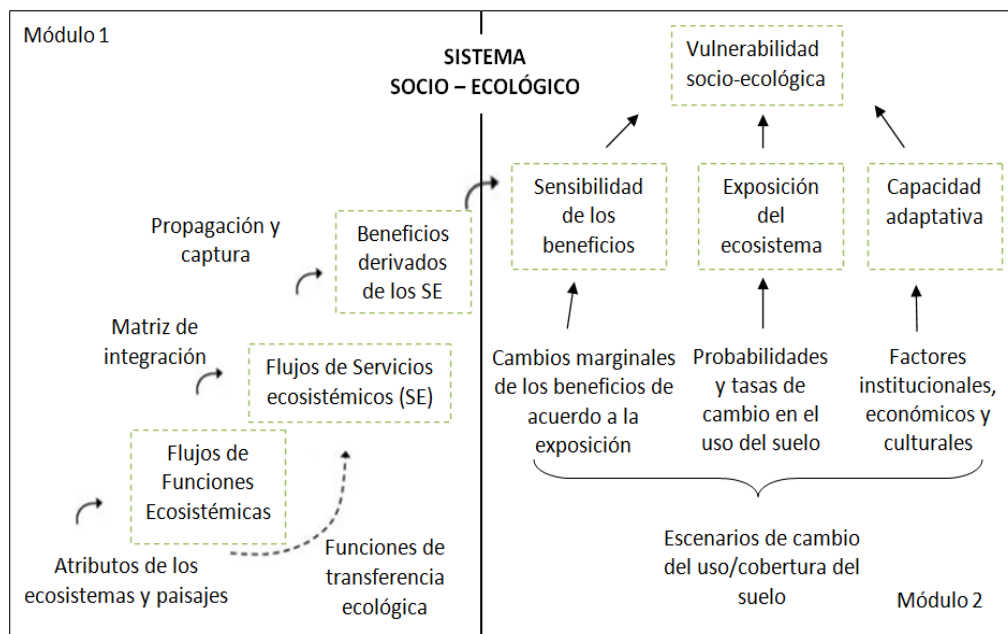 Módulo 1
SISTEMA
SOCIO – ECOLÓGICO
Propagación y
captura
Beneficios
derivados
de los SE
Matriz de
integración
Flujos de Servicios
ecosistémicos (SE)
Flujos de
Funciones
Ecosistémicas
Atributos de los
ecosistemas y paisajes
Funciones de
transferencia
ecológica
Vulnerabilidad
socio-ecológica
Sensibilidad
de los
beneficios
Exposición
del
ecosistema
Capacidad
adaptativa
Cambios marginales
de los beneficios de
acuerdo a la
exposición
Probabilidades
y tasas de
cambio en el
uso del suelo
Factores
institucionales,
económicos y
culturales
Escenarios de cambio
del uso/cobertura del
suelo
Módulo 2